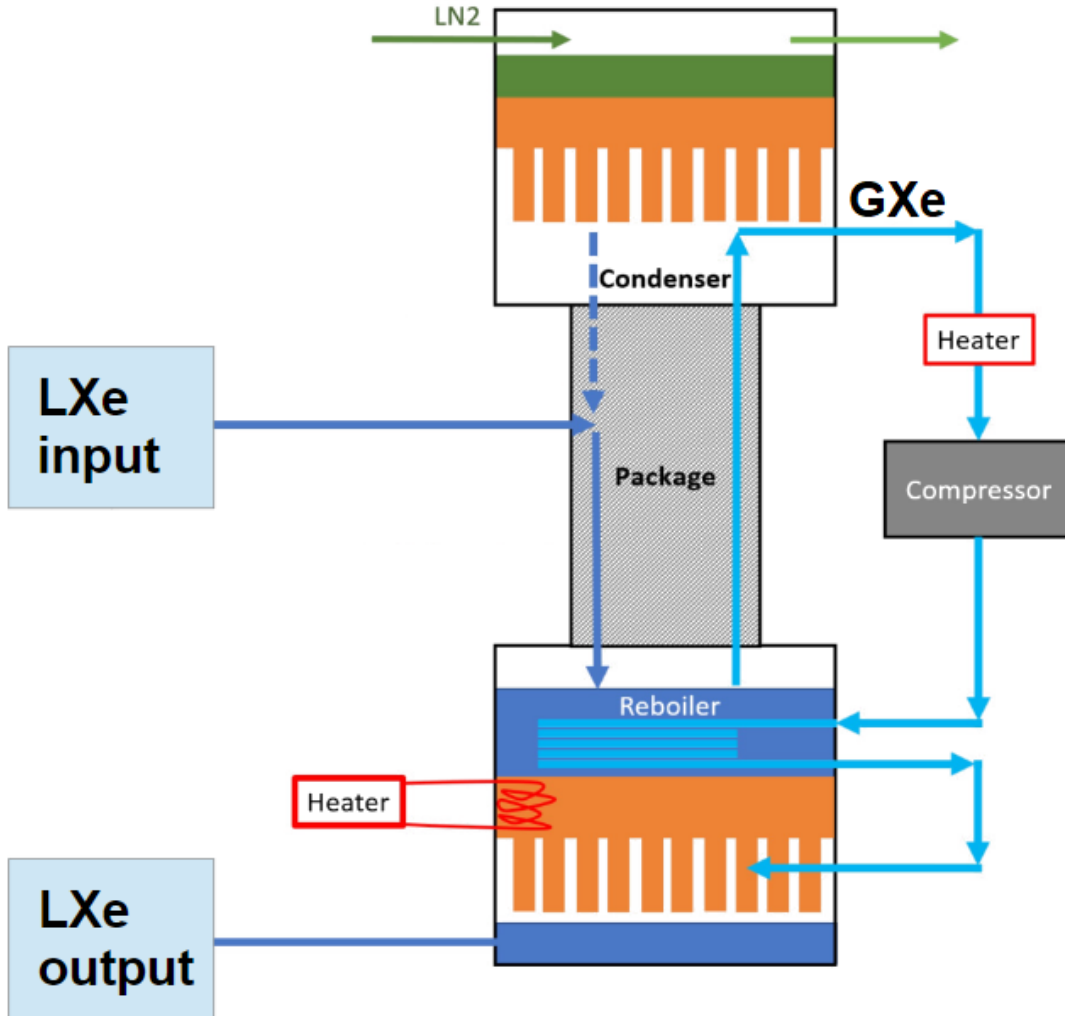 LN2
GXe
Condenser
Heater
LXe
input
Package
Compressor
Reboiler
Heater
LXe
output